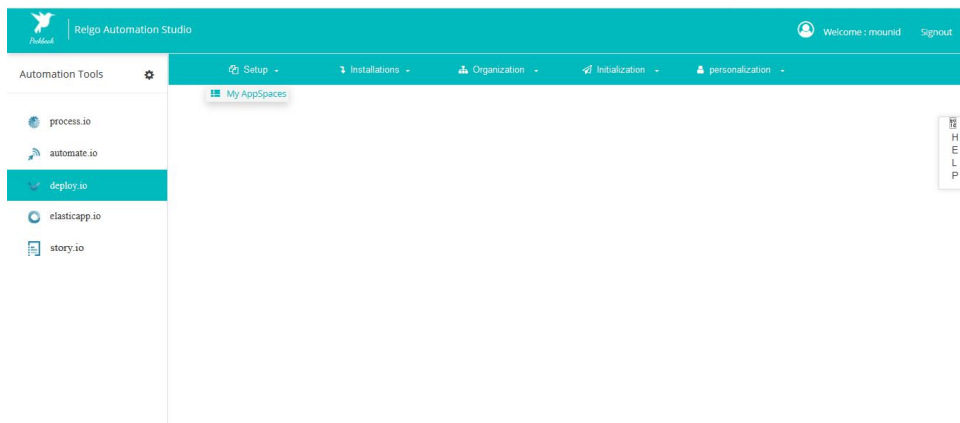 Relgo Automation Studio
Welcome : mounid
Signout
Automation Tools
Setup
Installations
Organization
Initialization
personalization
My AppSpaces
process.io
automate.io
deploy.io
elasticapp.io
story.io
H
E
L
P